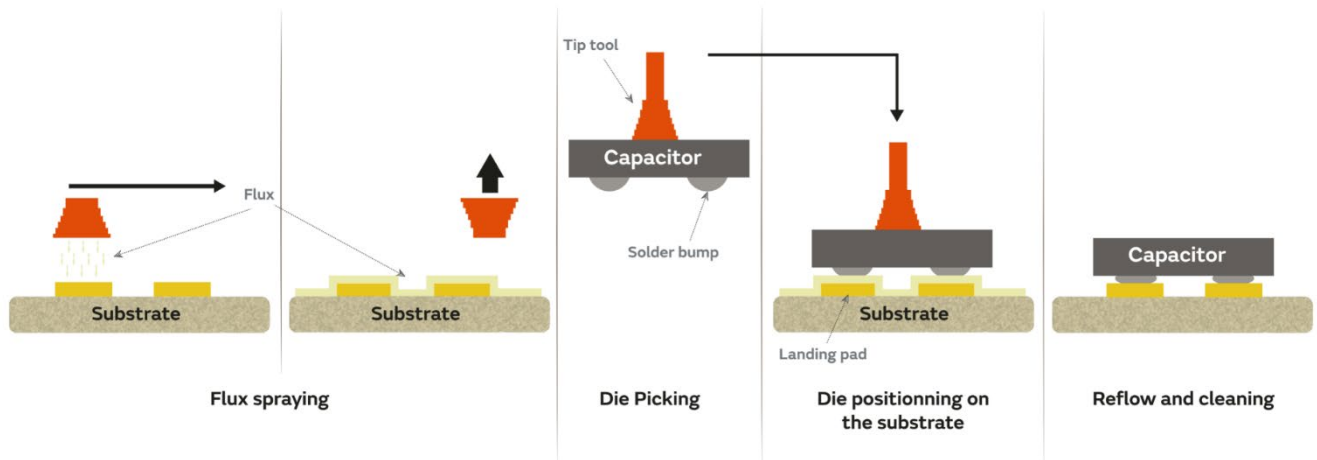 Flux
Substrate
Substrate
Flux spraying
Tip tool
Capacitor
Solder bump
Die Picking
Substrate
Landing pad
Die positionning on
the substrate
Capacitor
Reflow and cleaning